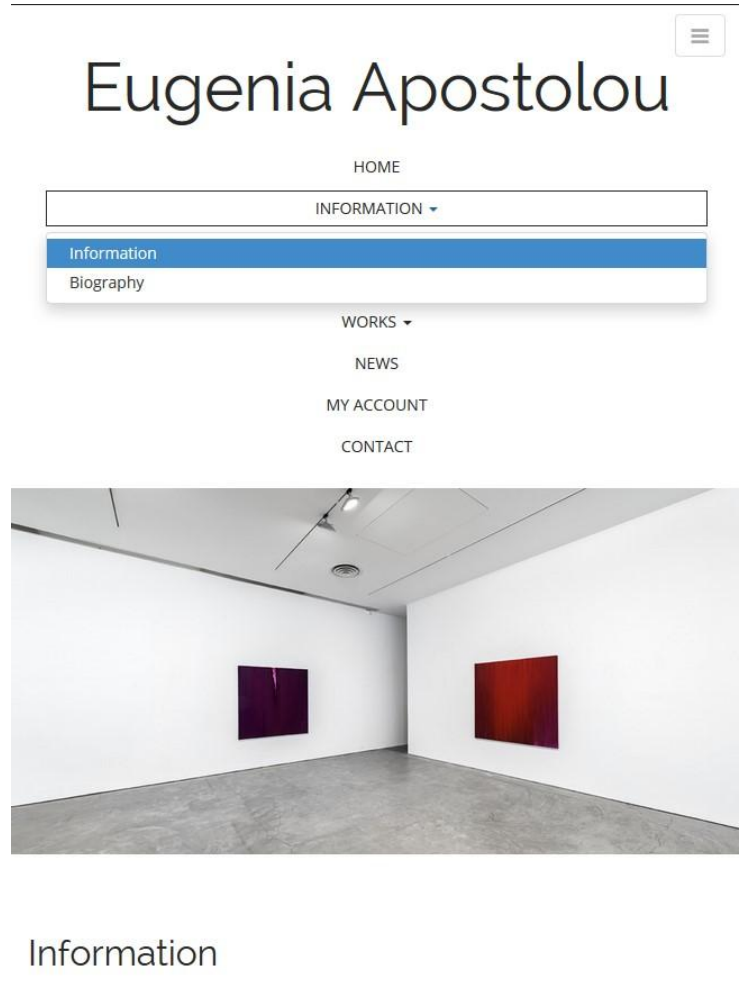 Eugenia Apostolou
HOME
INFORMATION
Information
Biography
WORKS
NEWS
MY ACCOUNT
CONTACT
Information